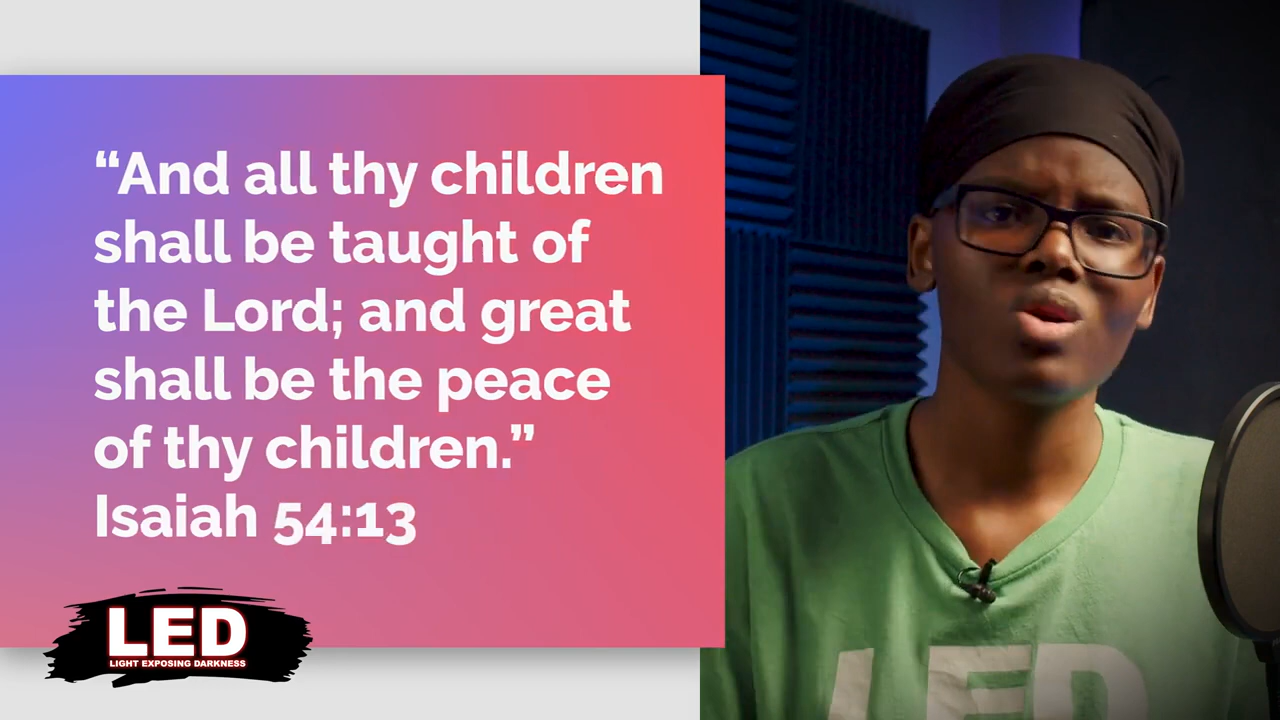 “And all thy children
shall be taught of
the Lord; and great
shall be the peace
of thy children.”
Isaiah 54:13
LED
LIGHT EXPOSING DARKNESS
LED